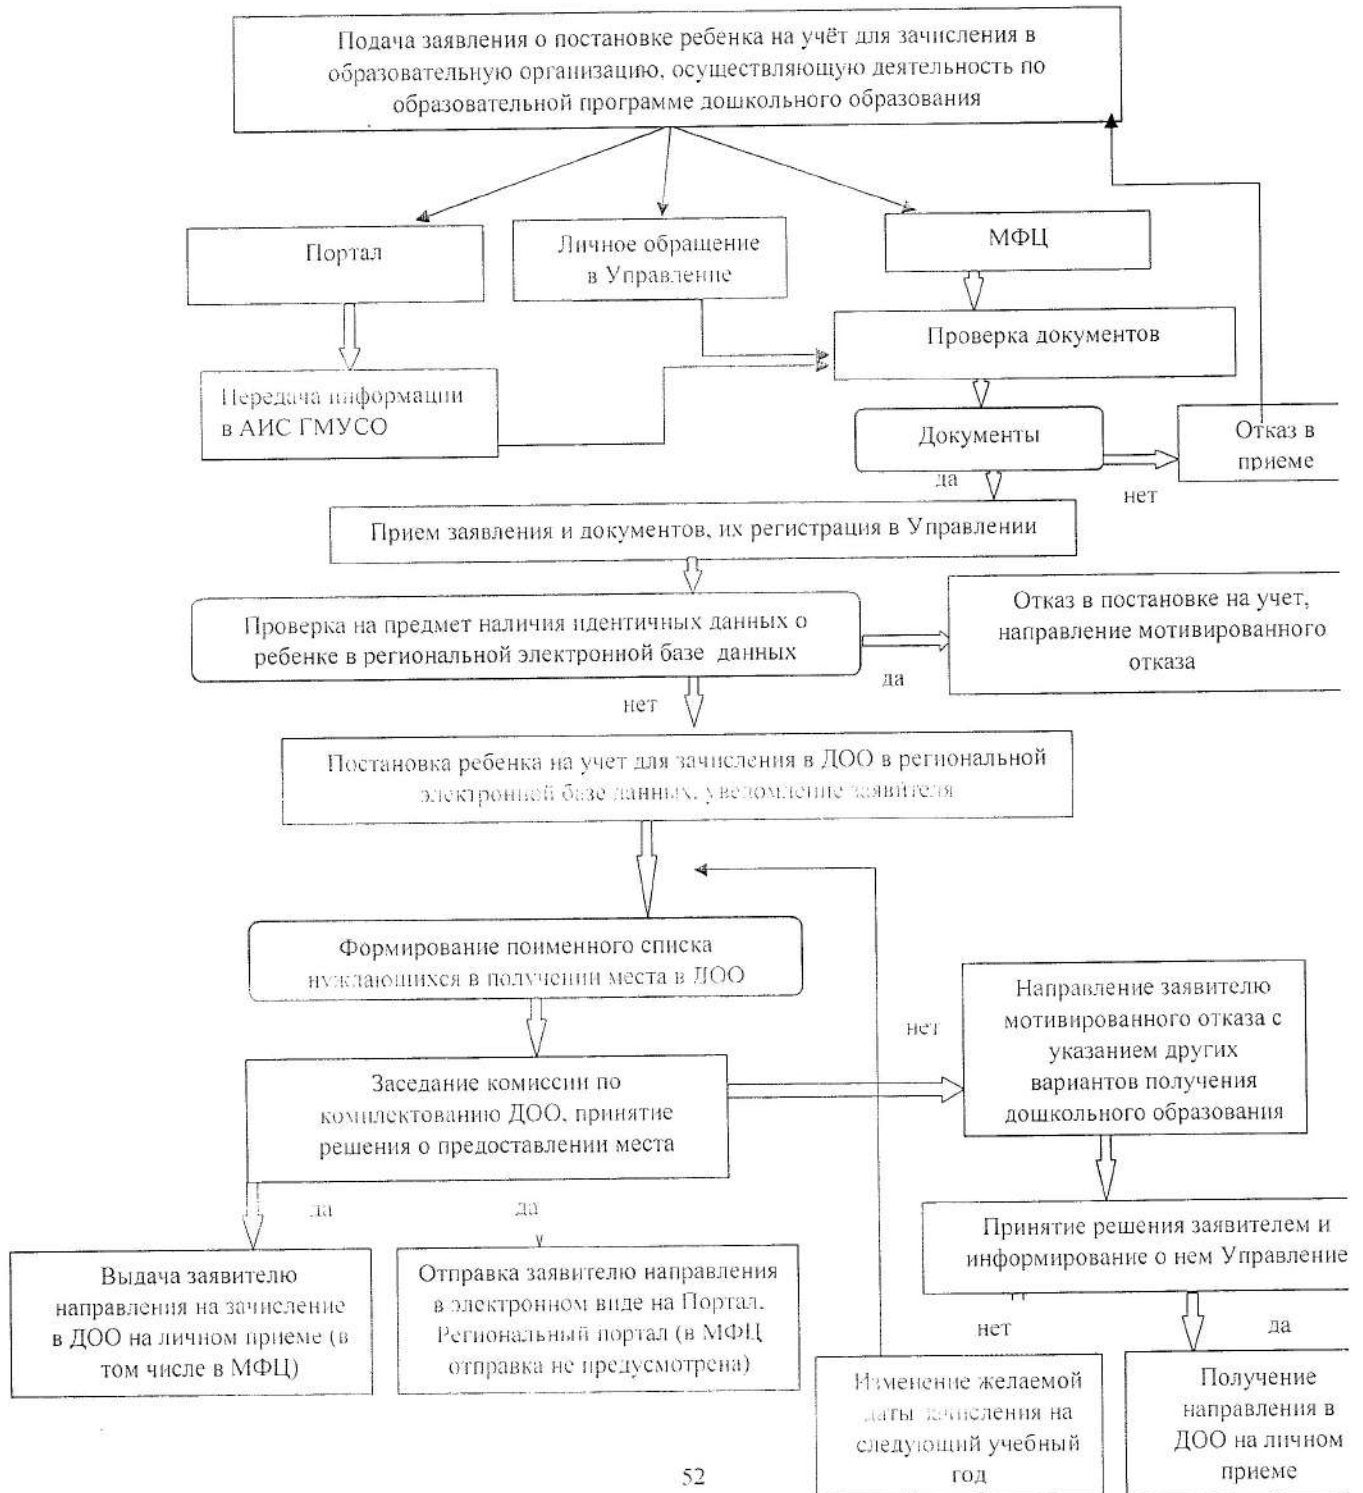 Подача заявления о постановке ребенка на учёт для зачисления в
образовательную организацию, осуществляющую деятельность по
образовательной программе дошкольного образования
Портал
Личное обращение
в Управление
МФЦ
Проверка документов
Передача информации
в АИС ГМУСО
Документы
Отказ в
приеме
да
нет
Прием заявления и документов, их регистрация в Управлении
Проверка на предмет наличия идентичных данных о
ребенке в региональной электронной базе данных
Отказ в постановке на учет,
направление мотивированного
отказа
да
нет
Постановка ребенка на учет для зачисления в ДОО в региональной
электронной базе данных, уведомление заявителя
Формирование поименного списка
нуждающихся в получении места в ДОО
Направление заявителю
мотивированного отказа с
указанием других
вариантов получения
дошкольного образования
нет
Заседание комиссии по
комплектованию ДОО, принятие
решения о предоставлении места
да
да
Принятие решения заявителем и
информирование о нем Управление
Выдача заявителю
направления на зачисление
в ДОО на личном приеме (в
том числе в МФЦ)
Отправка заявителю направления
в электронном виде на Портал,
Региональный портал (в МФЦ
отправка не предусмотрена)
нет
да
Изменение желаемой
даты зачисления на
следующий учебный
год
Получение
направления в
ДОО на личном
приеме
52